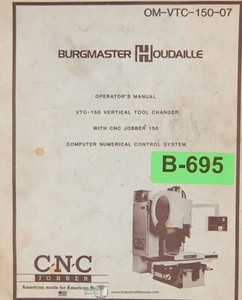 OM-VTC-150-07
BURGMASTER HOUDAILLE
OPERATOR'S MANUAL
VTC-150 VERTICAL TOOL CHANGER
WITH CNC JOBBER 150
COMPUTER NUMERICAL CONTROL SYSTEM
B-695
CNC
JOBBER
American made for American